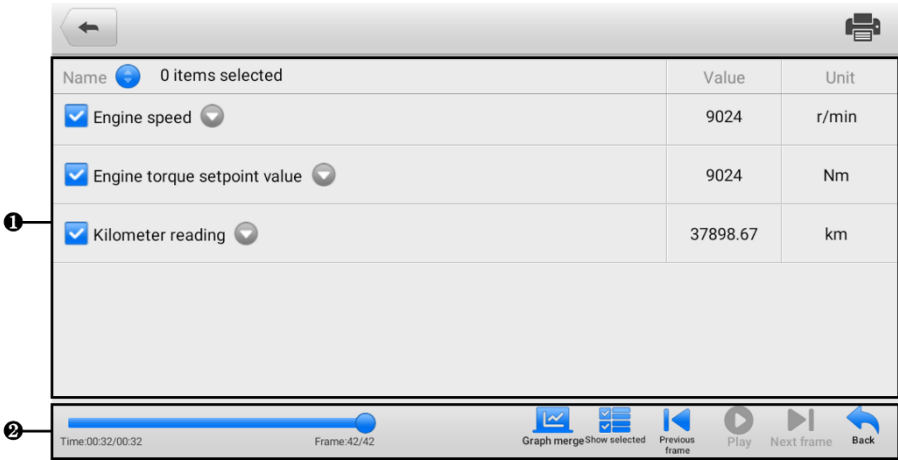 Name 0 items selected Value Unit
Engine speed 9024 r/min
Engine torque setpoint value 9024 Nm
❶
Kilometer reading 37898.67 km
❷
Time:00:32/00:32 Frame:42/42 Graph merge Show selected Previous frame Play Next frame Back